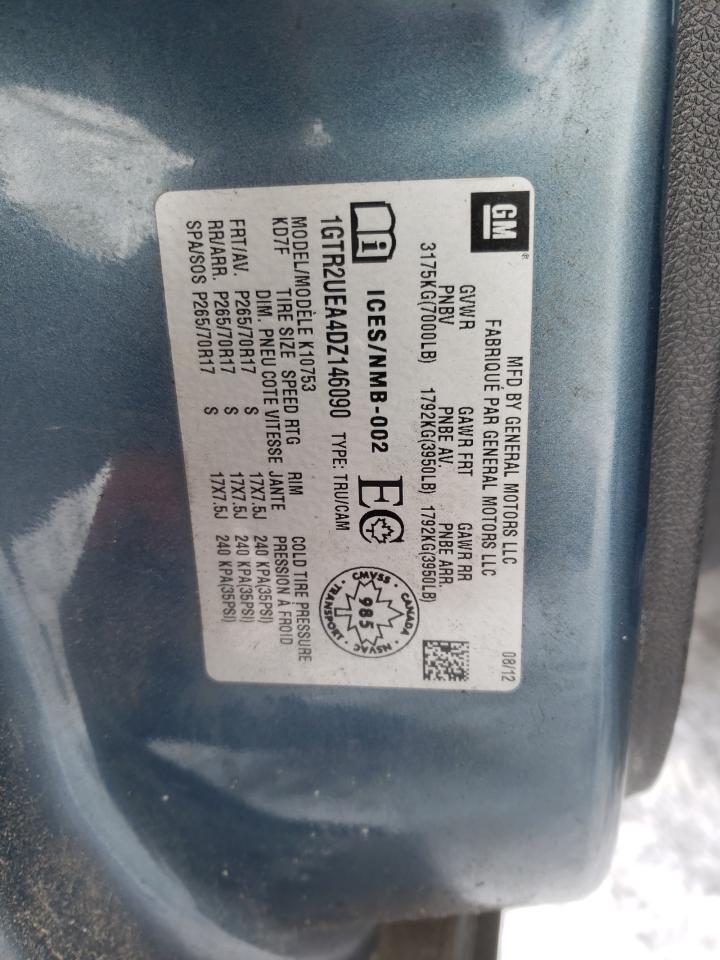 GM
MFD BY GENERAL MOTORS LLC 08/12
FABRIQUÉ PAR GENERAL MOTORS LLC
GVWR GAWR FRT GAWR RR
PNBV PNBE AV. PNBE ARR.
3175KG(7000LB) 1792KG(3950LB) 1792KG(3950LB)
i ICES/NMB-002 EC
CMVSS · CANADA · NSVAC · TRANSPORT ·
985
1GTR2UEA4DZ146090 TYPE: TRU/CAM
MODEL/MODÈLE K10753
KD7F TIRE SIZE SPEED RTG RIM COLD TIRE PRESSURE
DIM. PNEU COTE VITESSE JANTE PRESSION A FROID
FRT/AV. P265/70R17 S 17X7.5J 240 KPA(35PSI)
RR/ARR. P265/70R17 S 17X7.5J 240 KPA(35PSI)
SPA/SOS P265/70R17 S 17X7.5J 240 KPA(35PSI)